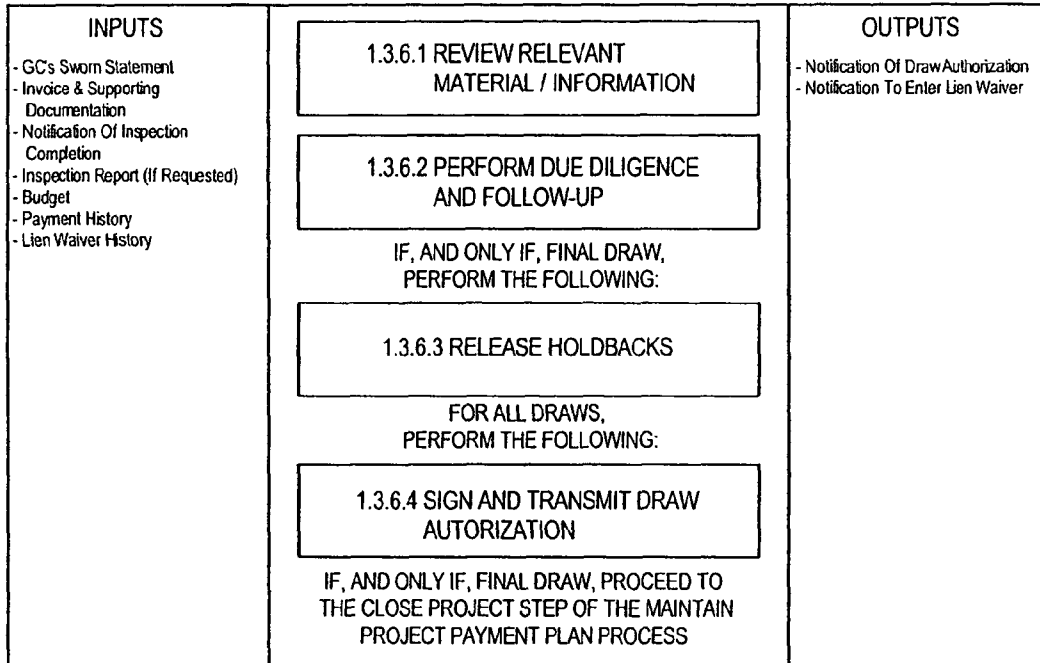 INPUTS
- GC's Sworn Statement
- Invoice & Supporting
Documentation
- Notification Of Inspection
Completion
- Inspection Report (If Requested)
- Budget
- Payment History
- Lien Waiver History
1.3.6.1 REVIEW RELEVANT
MATERIAL / INFORMATION
1.3.6.2 PERFORM DUE DILIGENCE
AND FOLLOW-UP
IF, AND ONLY IF, FINAL DRAW,
PERFORM THE FOLLOWING:
1.3.6.3 RELEASE HOLDBACKS
FOR ALL DRAWS,
PERFORM THE FOLLOWING:
1.3.6.4 SIGN AND TRANSMIT DRAW
AUTORIZATION
IF, AND ONLY IF, FINAL DRAW, PROCEED TO
THE CLOSE PROJECT STEP OF THE MAINTAIN
PROJECT PAYMENT PLAN PROCESS
OUTPUTS
- Notification Of Draw Authorization
- Notification To Enter Lien Waiver